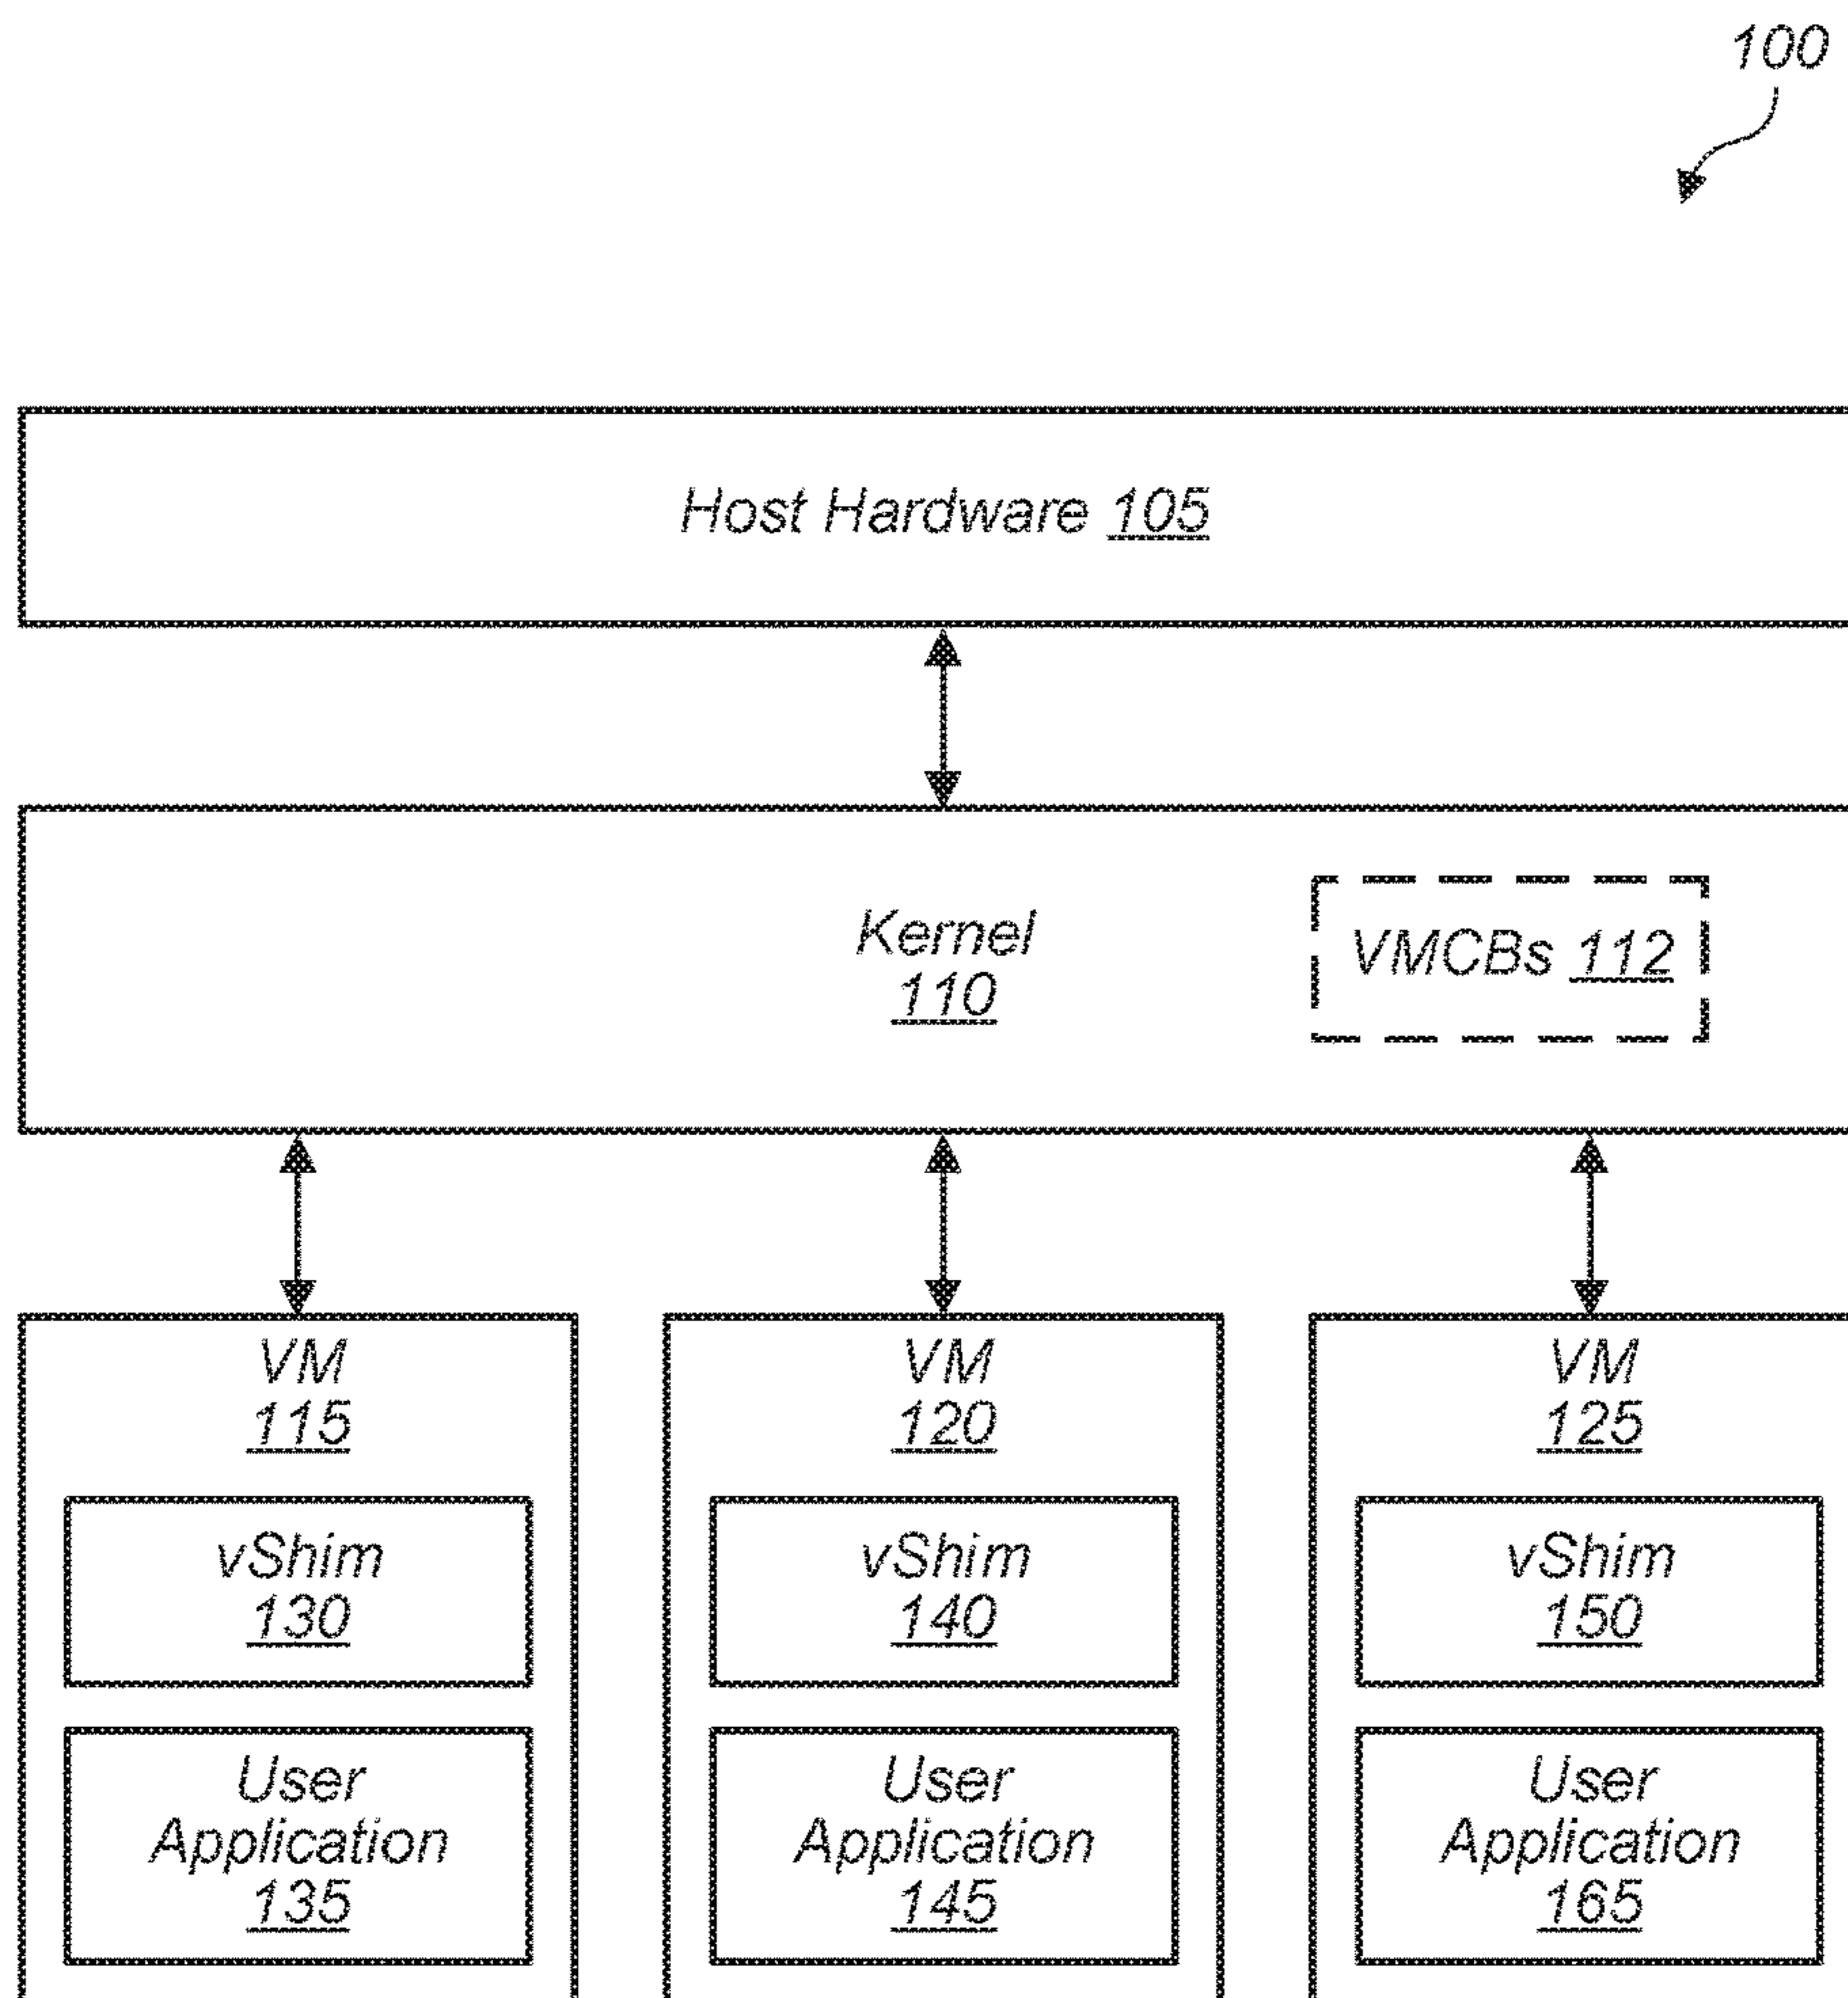 100
Host Hardware 105
Kernel
110
VMCBs 112
VM
115
vShim
130
User
Application
135
VM
120
vShim
140
User
Application
145
VM
125
vShim
150
User
Application
165